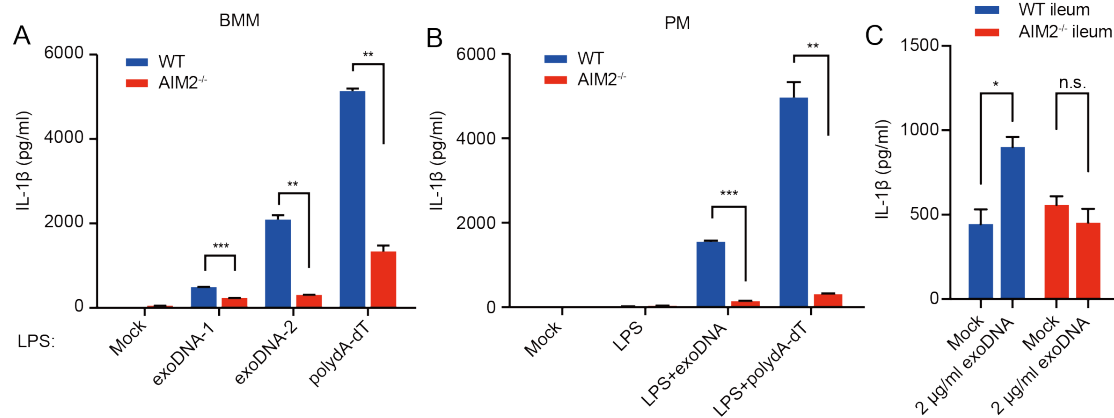 A
BMM
WT
AIM2-/-
IL-1β (pg/ml)
6000
4000
2000
0
***
**
**
LPS:
Mock
exoDNA-1
exoDNA-2
polydA-dT
B
PM
WT
AIM2-/-
IL-1β (pg/ml)
6000
4000
2000
0
***
**
Mock
LPS
LPS+exoDNA
LPS+polydA-dT
C
WT ileum
AIM2-/- ileum
IL-1β (pg/ml)
1500
1000
500
0
*
n.s.
Mock
2 μg/ml exoDNA
Mock
2 μg/ml exoDNA